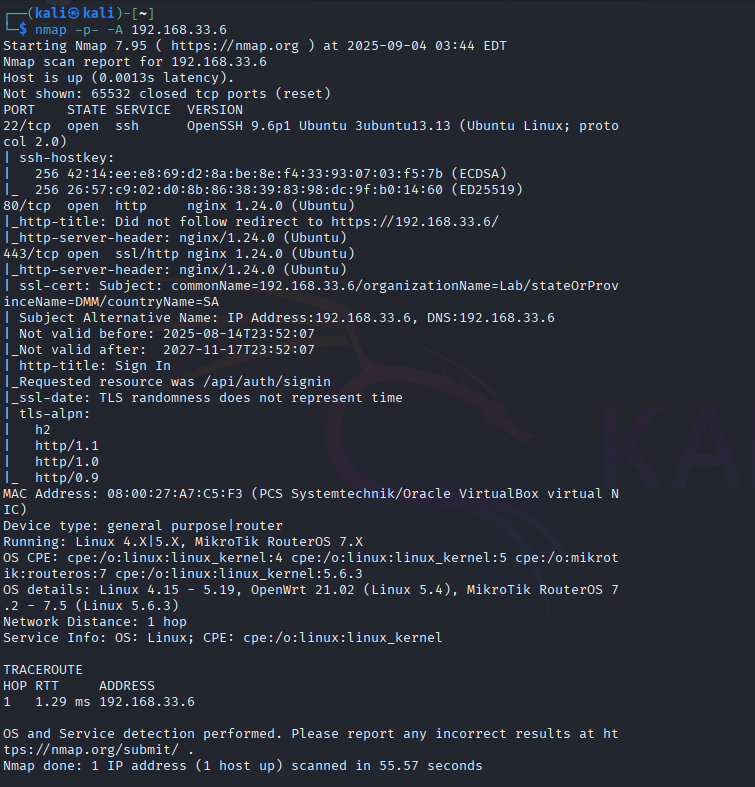 ┌──(kali㉿kali)-[~]
└─$ nmap -p- -A 192.168.33.6
Starting Nmap 7.95 ( https://nmap.org ) at 2025-09-04 03:44 EDT
Nmap scan report for 192.168.33.6
Host is up (0.0013s latency).
Not shown: 65532 closed tcp ports (reset)
PORT    STATE SERVICE  VERSION
22/tcp  open  ssh      OpenSSH 9.6p1 Ubuntu 3ubuntu13.13 (Ubuntu Linux; proto
col 2.0)
| ssh-hostkey:
|   256 42:14:ee:e8:69:d2:8a:be:8e:f4:33:93:07:03:f5:7b (ECDSA)
|_  256 26:57:c9:02:d0:8b:86:38:39:83:98:dc:9f:b0:14:60 (ED25519)
80/tcp  open  http     nginx 1.24.0 (Ubuntu)
|_http-title: Did not follow redirect to https://192.168.33.6/
|_http-server-header: nginx/1.24.0 (Ubuntu)
443/tcp open  ssl/http nginx 1.24.0 (Ubuntu)
|_http-server-header: nginx/1.24.0 (Ubuntu)
| ssl-cert: Subject: commonName=192.168.33.6/organizationName=Lab/stateOrProv
inceName=DMM/countryName=SA
| Subject Alternative Name: IP Address:192.168.33.6, DNS:192.168.33.6
| Not valid before: 2025-08-14T23:52:07
|_Not valid after:  2027-11-17T23:52:07
| http-title: Sign In
|_Requested resource was /api/auth/signin
|_ssl-date: TLS randomness does not represent time
| tls-alpn:
|   h2
|   http/1.1
|   http/1.0
|_  http/0.9
MAC Address: 08:00:27:A7:C5:F3 (PCS Systemtechnik/Oracle VirtualBox virtual N
IC)
Device type: general purpose|router
Running: Linux 4.X|5.X, MikroTik RouterOS 7.X
OS CPE: cpe:/o:linux:linux_kernel:4 cpe:/o:linux:linux_kernel:5 cpe:/o:mikrot
ik:routeros:7 cpe:/o:linux:linux_kernel:5.6.3
OS details: Linux 4.15 - 5.19, OpenWrt 21.02 (Linux 5.4), MikroTik RouterOS 7
.2 - 7.5 (Linux 5.6.3)
Network Distance: 1 hop
Service Info: OS: Linux; CPE: cpe:/o:linux:linux_kernel
TRACEROUTE
HOP RTT     ADDRESS
1   1.29 ms 192.168.33.6
OS and Service detection performed. Please report any incorrect results at ht
tps://nmap.org/submit/ .
Nmap done: 1 IP address (1 host up) scanned in 55.57 seconds
KA